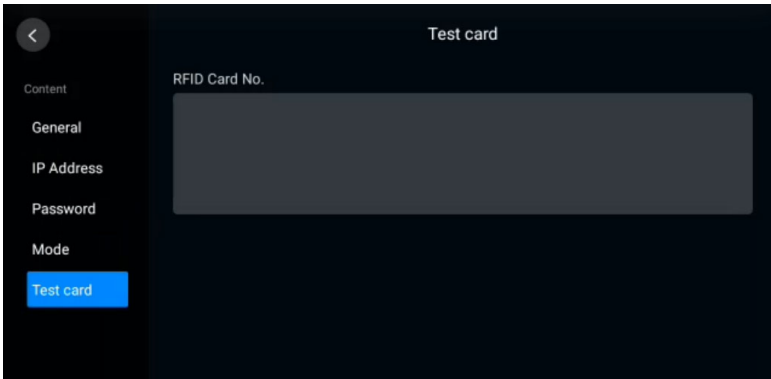 Test card
Content
General
IP Address
Password
Mode
Test card
RFID Card No.